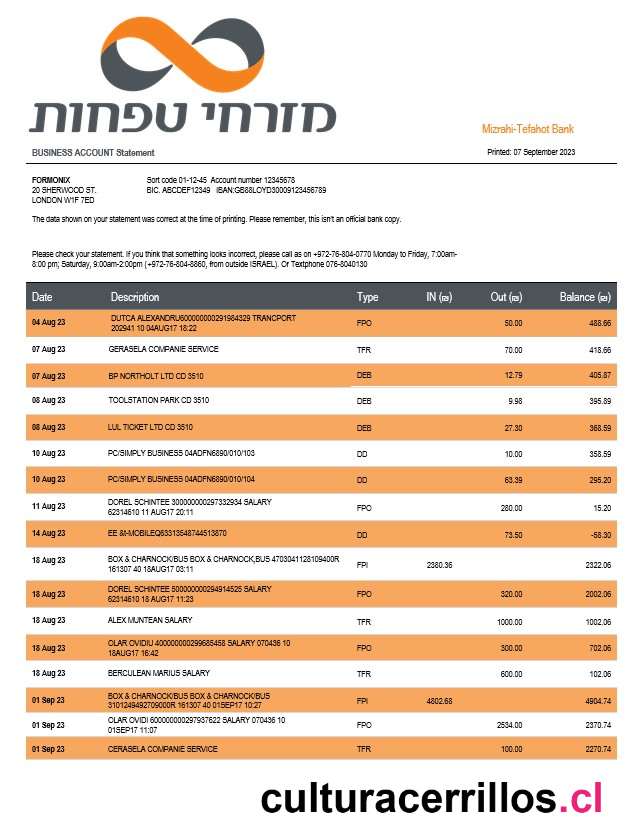 מזרחי טפחות
Mizrahi-Tefahot Bank
BUSINESS ACCOUNT Statement
Printed: 07 September 2023
FORMONIX Sort code 01-12-45 Account number 12345678
20 SHERWOOD ST. BIC. ABCDEF12349 IBAN:GB88LOYD30009123456789
LONDON W1F 7ED
The data shown on your statement was correct at the time of printing. Please remember, this isn't an official bank copy.
Please check your statement. If you think that something looks incorrect, please call as on +972-76-804-0770 Monday to Friday, 7:00am-
8:00 pm; Saturday, 9:00am-2:00pm (+972-76-804-8860, from outside ISRAEL). Or Textphone 076-8040130
Date Description Type IN (₪) Out (₪) Balance (₪)
04 Aug 23 DUTCA ALEXANDRU600000000291984329 TRANCPORT FPO 50.00 488.66
202941 10 04AUG17 18:22
07 Aug 23 GERASELA COMPANIE SERVICE TFR 70.00 418.66
07 Aug 23 BP NORTHOLT LTD CD 3510 DEB 12.79 405.87
08 Aug 23 TOOLSTATION PARK CD 3510 DEB 9.98 395.89
08 Aug 23 LUL TICKET LTD CD 3510 DEB 27.30 368.59
10 Aug 23 PC/SIMPLY BUSINESS 04ADFN6890/010/103 DD 10.00 358.59
10 Aug 23 PC/SIMPLY BUSINESS 04ADFN6890/010/104 DD 63.39 295.20
11 Aug 23 DOREL SCHINTEE 300000000297332934 SALARY FPO 280.00 15.20
62314610 11 AUG17 20:11
14 Aug 23 EE &t-MOBILEQ63313548744513870 DD 73.50 -58.30
18 Aug 23 BOX & CHARNOCK/BUS BOX & CHARNOCK,BUS 4703041128109400R FPI 2380.36 2322.06
161307 40 18AUG17 03:11
18 Aug 23 DOREL SCHINTEE 500000000294914525 SALARY FPO 320.00 2002.06
62314610 18 AUG17 11:23
18 Aug 23 ALEX MUNTEAN SALARY TFR 1000.00 1002.06
18 Aug 23 OLAR OVIDIU 400000000299685458 SALARY 070436 10 FPO 300.00 702.06
18AUG17 16:42
18 Aug 23 BERCULEAN MARIUS SALARY TFR 600.00 102.06
01 Sep 23 BOX & CHARNOCK/BUS BOX & CHARNOCK/BUS FPI 4802.68 4904.74
3101249492709000R 161307 40 01SEP17 10:27
01 Sep 23 OLAR OVIDI 600000000297937622 SALARY 070436 10 FPO 2534.00 2370.74
01SEP17 11:07
01 Sep 23 CERASELA COMPANIE SERVICE TFR 100.00 2270.74
culturacerrillos.cl